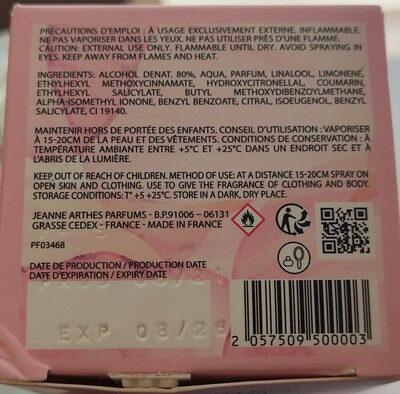 PRÉCAUTIONS D'EMPLOI : À USAGE EXCLUSIVEMENT EXTERNE. INFLAMMABLE.
NE PAS VAPORISER DANS LES YEUX. NE PAS UTILISER PRÈS D'UNE FLAMME.
CAUTION: EXTERNAL USE ONLY. FLAMMABLE UNTIL DRY. AVOID SPRAYING IN
EYES. KEEP AWAY FROM FLAMES AND HEAT.
INGREDIENTS: ALCOHOL DENAT. 80%, AQUA, PARFUM, LINALOOL, LIMONENE,
ETHYLHEXYL METHOXYCINNAMATE, HYDROXYCITRONELLAL, COUMARIN,
ETHYLHEXYL SALICYLATE, BUTYL METHOXYDIBENZOYLMETHANE,
ALPHA-ISOMETHYL IONONE, BENZYL BENZOATE, CITRAL, ISOEUGENOL, BENZYL
SALICYLATE, CI 19140.
MAINTENIR HORS DE PORTÉE DES ENFANTS. CONSEIL D'UTILISATION : VAPORISER
À 15-20CM DE LA PEAU ET DES VÊTEMENTS. CONDITIONS DE CONSERVATION : À
TEMPÉRATURE AMBIANTE ENTRE +5°C ET +25°C DANS UN ENDROIT SEC ET À
L'ABRIS DE LA LUMIÈRE.
KEEP OUT OF REACH OF CHILDREN. METHOD OF USE: AT A DISTANCE 15-20CM SPRAY ON
OPEN SKIN AND CLOTHING. USE TO GIVE THE FRAGRANCE OF CLOTHING AND BODY.
STORAGE CONDITIONS: T° +5 +25°C. STORE IN A DARK, DRY PLACE.
JEANNE ARTHES PARFUMS - B.P.91006 – 06131
GRASSE CEDEX - FRANCE - MADE IN FRANCE
PF03468
DATE DE PRODUCTION / PRODUCTION DATE
DATE D'EXPIRATION / EXPIRY DATE
EXP 08/26
2 057509 500003